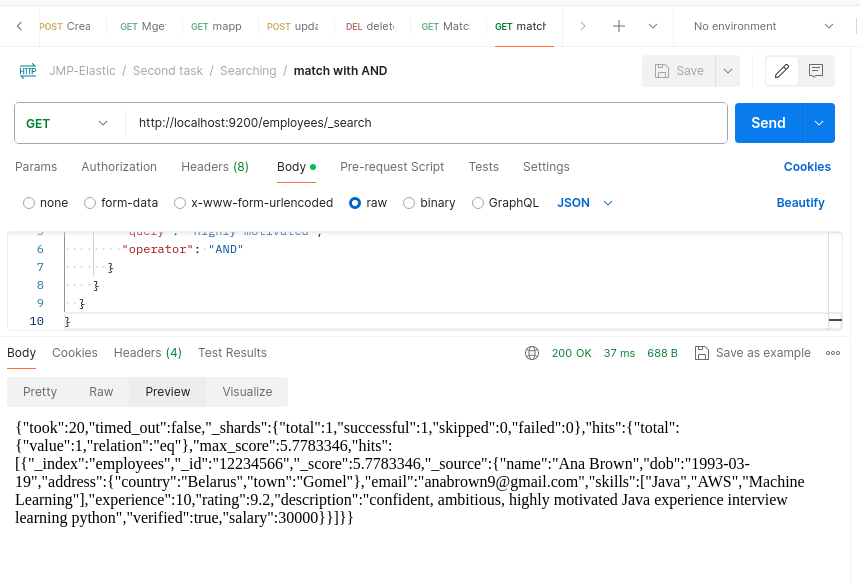 POST Crea GET Mge GET mapp POST upda DEL delet GET Matc GET match No environment
HTTP JMP-Elastic / Second task / Searching / match with AND Save
GET http://localhost:9200/employees/_search Send
Params Authorization Headers (8) Body Pre-request Script Tests Settings Cookies
none form-data x-www-form-urlencoded raw binary GraphQL JSON Beautify
5 "query": "highly motivated",
6 "operator": "AND"
7 }
8 }
9 }
10 }
Body Cookies Headers (4) Test Results 200 OK 37 ms 688 B Save as example
Pretty Raw Preview Visualize
{"took":20,"timed_out":false,"_shards":{"total":1,"successful":1,"skipped":0,"failed":0},"hits":{"total":
{"value":1,"relation":"eq"},"max_score":5.7783346,"hits":
[{"_index":"employees","_id":"12234566","_score":5.7783346,"_source":{"name":"Ana Brown","dob":"1993-03-
19","address":{"country":"Belarus","town":"Gomel"},"email":"anabrown9@gmail.com","skills":["Java","AWS","Machine
Learning"],"experience":10,"rating":9.2,"description":"confident, ambitious, highly motivated Java experience interview
learning python","verified":true,"salary":30000}}]}}